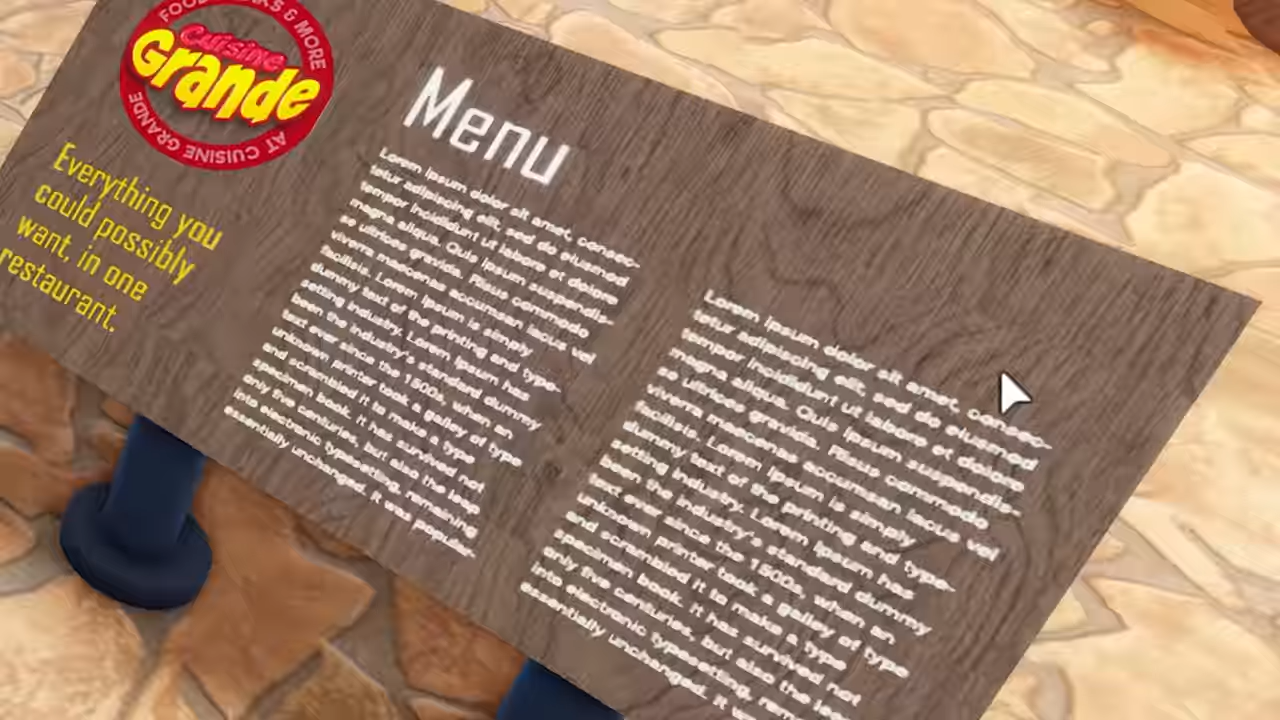 FOOD
& MORE
Cuisine
Grande
AT CUISINE GRANDE
Everything you
could possibly
want, in one
restaurant.
Menu
Lorem ipsum dolor sit amet, consec-
tetur adipiscing elit, sed do eiusmod
tempor incididunt ut labore et dolore
magna aliqua. Quis ipsum suspendis-
se ultrices gravida. Risus commodo
viverra maecenas accumsan lacus vel
facilisis. Lorem Ipsum is simply
dummy text of the printing and type-
setting industry. Lorem Ipsum has
been the industry's standard dummy
text ever since the 1500s, when an
unknown printer took a galley of type
and scrambled it to make a type
specimen book. It has survived not
only five centuries, but also the leap
into electronic typesetting, remaining
essentially unchanged. It was popular-
Lorem ipsum dolor sit amet, consec-
tetur adipiscing elit, sed do eiusmod
tempor incididunt ut labore et dolore
magna aliqua. Quis ipsum suspendis-
se ultrices gravida. Risus commodo
viverra maecenas accumsan lacus vel
facilisis. Lorem Ipsum is simply
dummy text of the printing and type-
setting industry. Lorem Ipsum has
been the industry's standard dummy
text ever since the 1500s, when an
unknown printer took a galley of type
and scrambled it to make a type
specimen book. It has survived not
only five centuries, but also the leap
into electronic typesetting, rem
essentially unchanged. It w